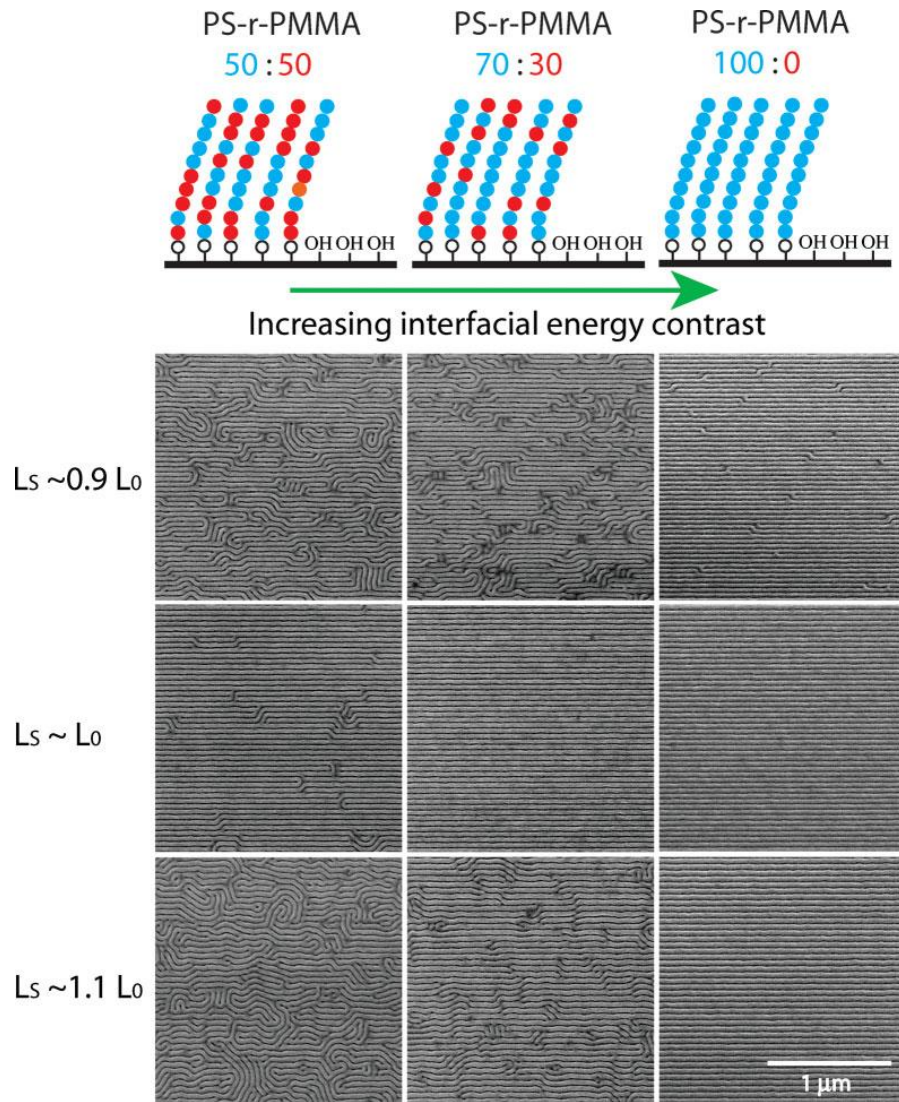 PS-r-PMMA PS-r-PMMA PS-r-PMMA
50 : 50 70 : 30 100 : 0
OH OH OH OH OH OH OH OH OH
Increasing interfacial energy contrast
LS ~0.9 L0
LS ~ L0
LS ~1.1 L0
1 µm